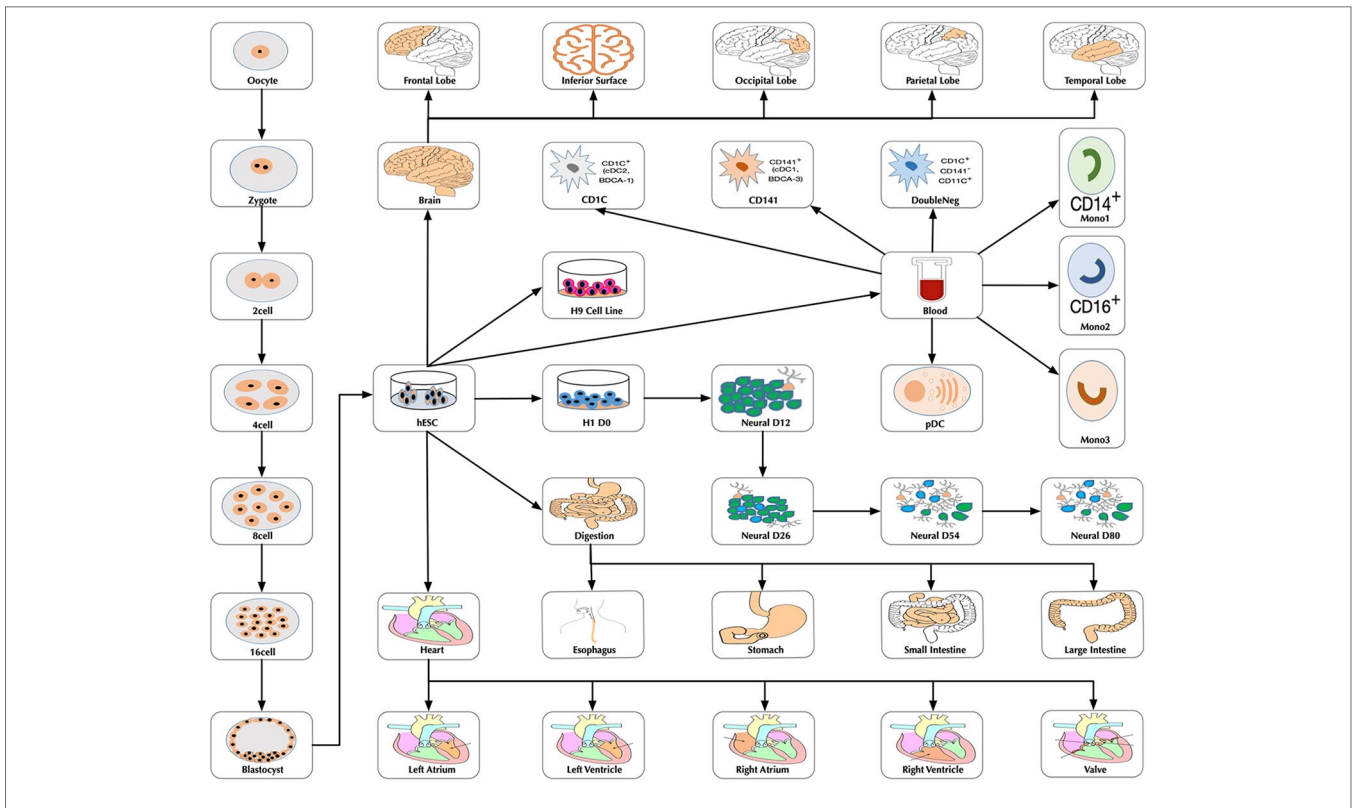 Oocyte
Frontal Lobe
Inferior Surface
Occipital Lobe
Parietal Lobe
Temporal Lobe
Zygote
Brain
CD1C+
(cDC2,
BDCA-1)
CD1C
CD141+
(cDC1,
BDCA-3)
CD141
CD1C+
CD141-
CD11C+
DoubleNeg
CD14+
Mono1
2cell
H9 Cell Line
Blood
CD16+
Mono2
4cell
hESC
H1 D0
Neural D12
pDC
Mono3
8cell
Digestion
Neural D26
Neural D54
Neural D80
16cell
Heart
Esophagus
Stomach
Small Intestine
Large Intestine
Blastocyst
Left Atrium
Left Ventricle
Right Atrium
Right Ventricle
Valve